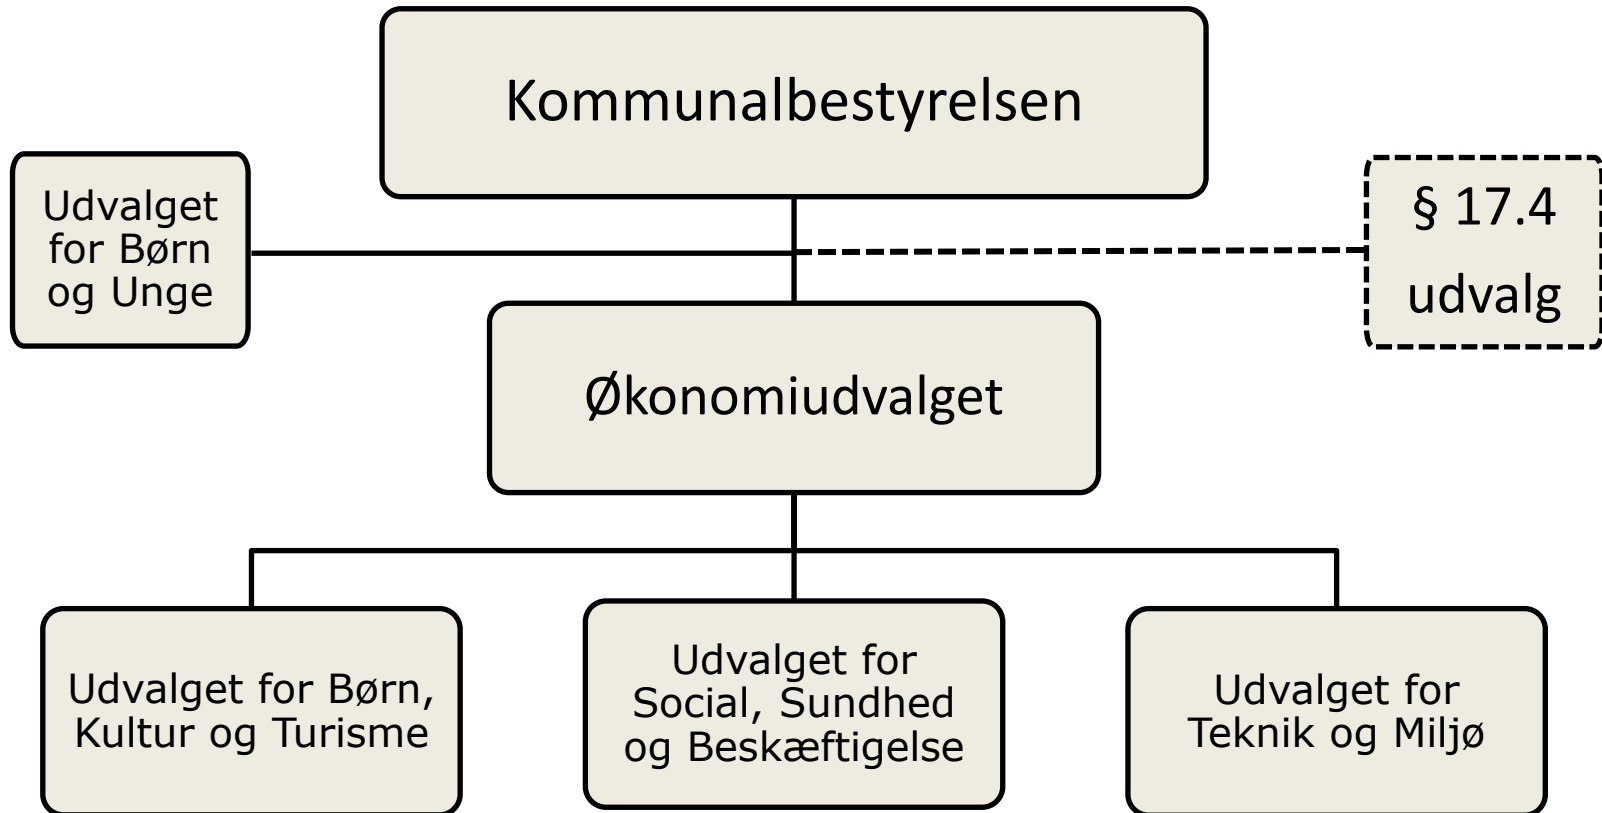 Kommunalbestyrelsen
Udvalget
for Børn
og Unge
§ 17.4
udvalg
Økonomiudvalget
Udvalget for Børn,
Kultur og Turisme
Udvalget for
Social, Sundhed
og Beskæftigelse
Udvalget for
Teknik og Miljø